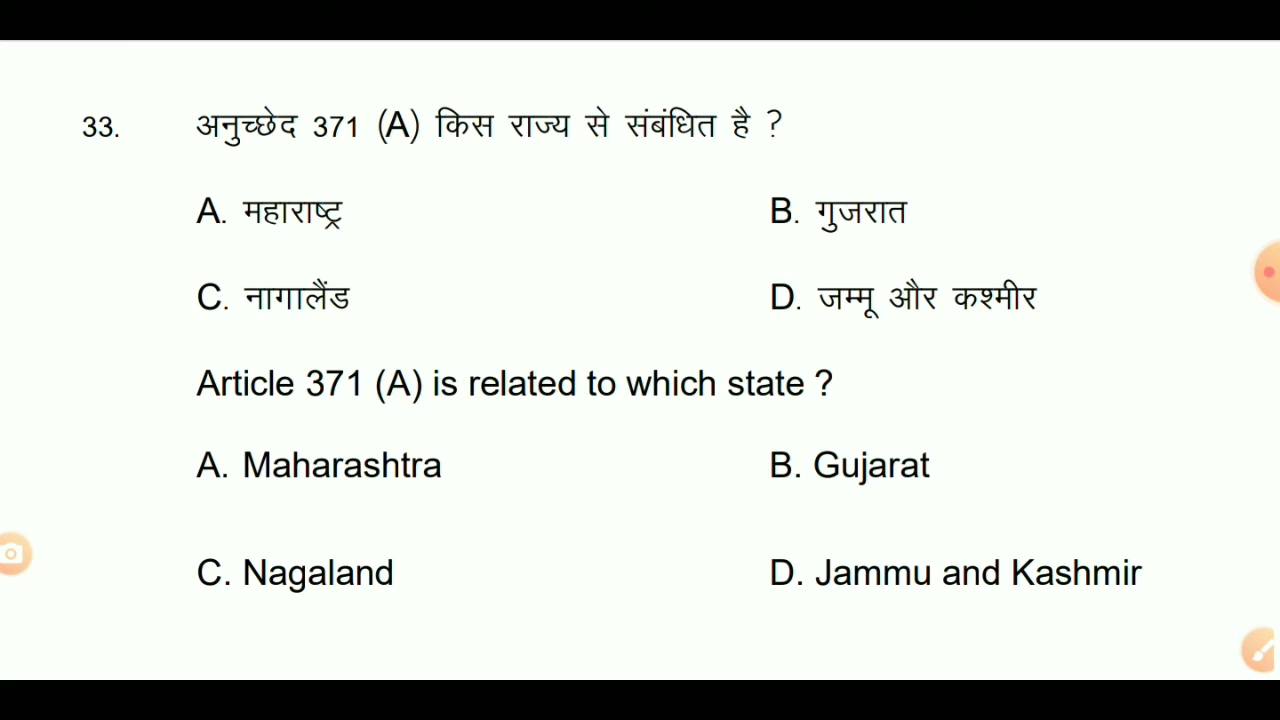 33. अनुच्छेद 371 (A) किस राज्य से संबंधित है ?
A. महाराष्ट्र B. गुजरात
C. नागालैंड D. जम्मू और कश्मीर
Article 371 (A) is related to which state ?
A. Maharashtra B. Gujarat
C. Nagaland D. Jammu and Kashmir